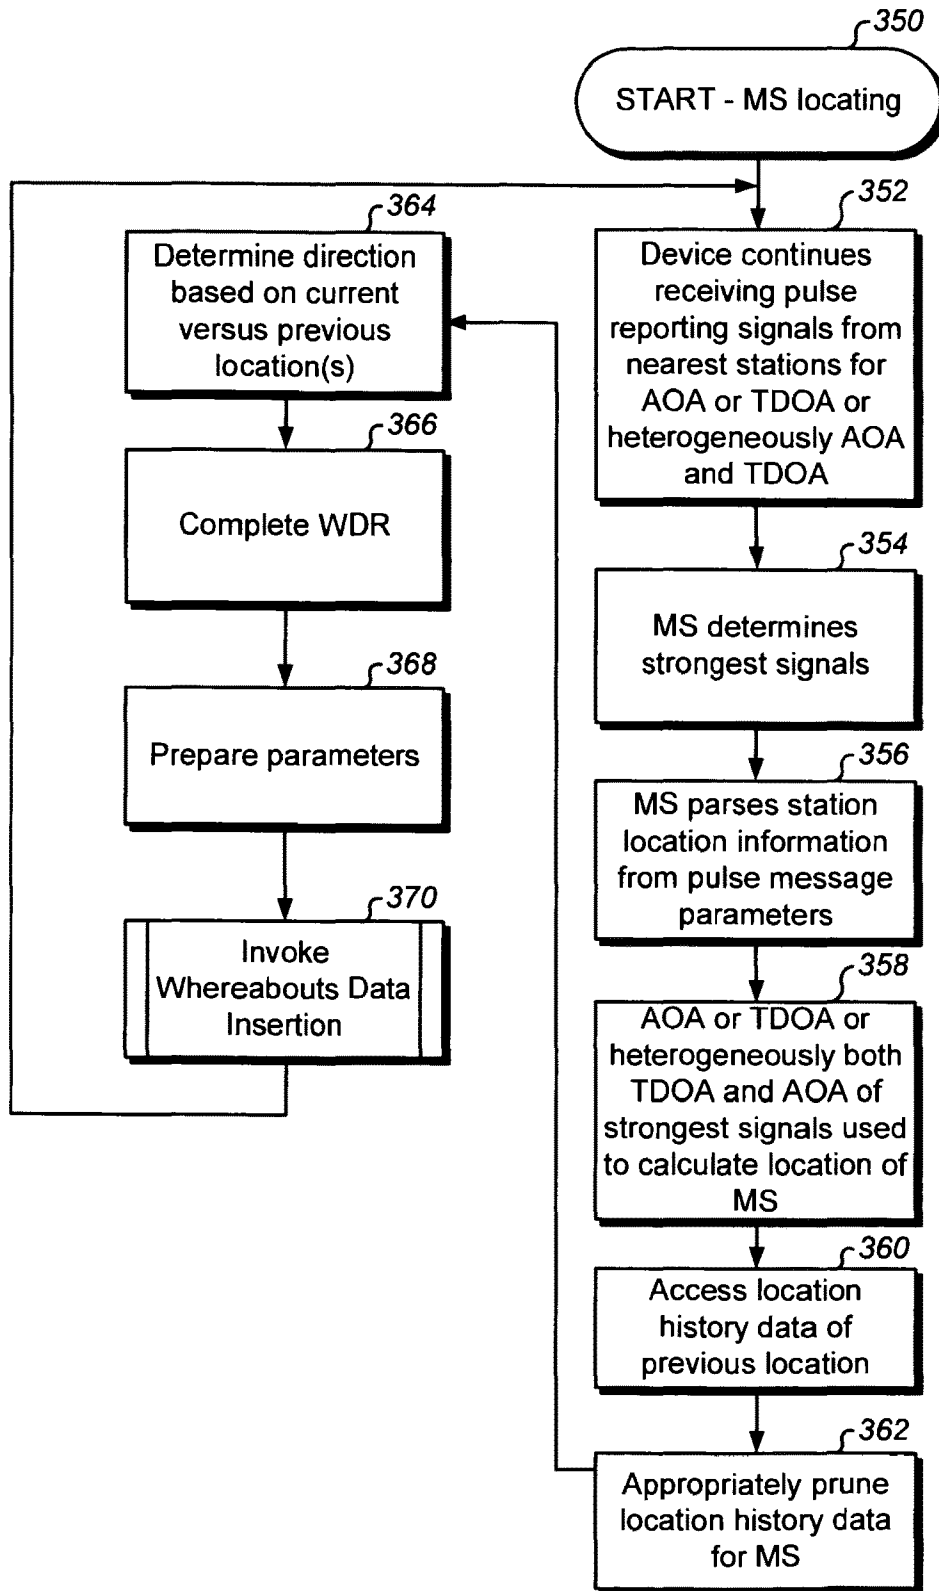 350
START - MS locating
352
Device continues
receiving pulse
reporting signals from
nearest stations for
AOA or TDOA or
heterogeneously AOA
and TDOA
354
MS determines
strongest signals
356
MS parses station
location information
from pulse message
parameters
358
AOA or TDOA or
heterogeneously both
TDOA and AOA of
strongest signals used
to calculate location of
MS
360
Access location
history data of
previous location
362
Appropriately prune
location history data
for MS
364
Determine direction
based on current
versus previous
location(s)
366
Complete WDR
368
Prepare parameters
370
Invoke
Whereabouts Data
Insertion